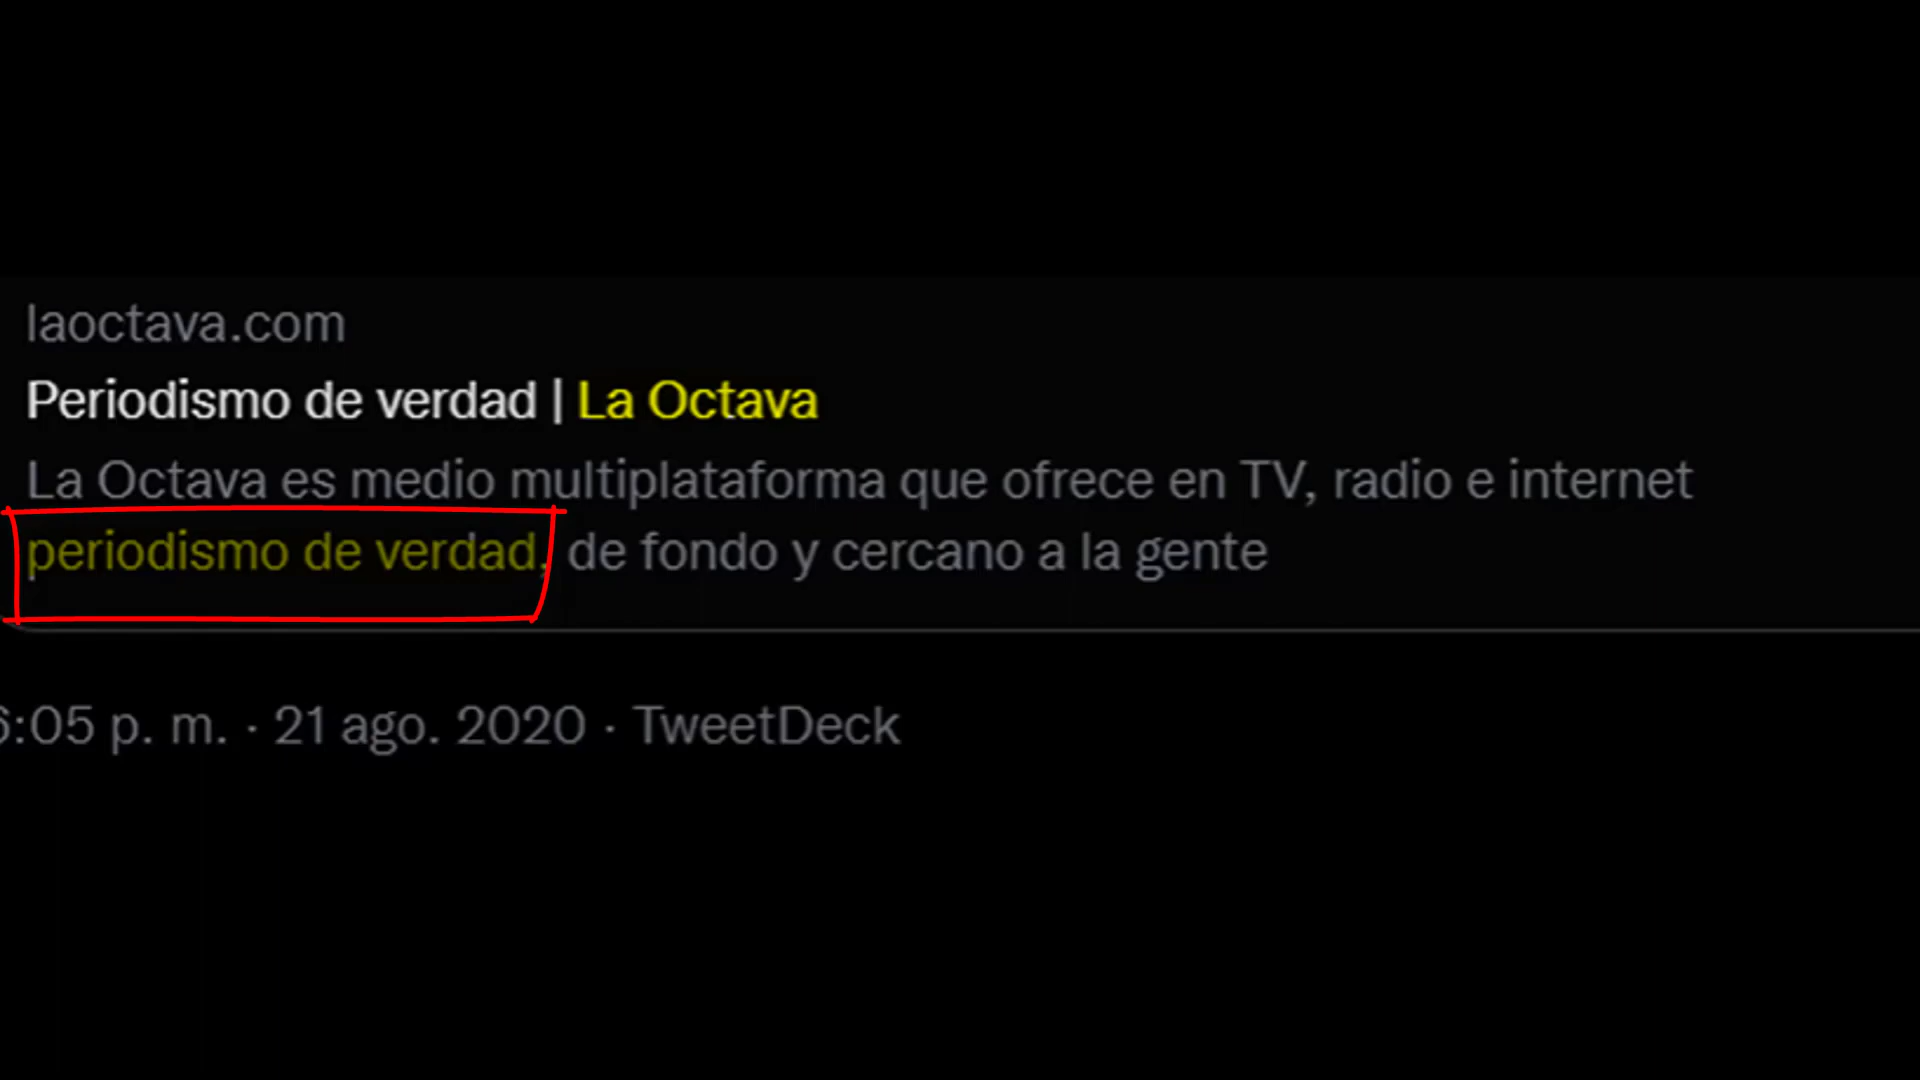 laoctava.com
Periodismo de verdad | La Octava
La Octava es medio multiplataforma que ofrece en TV, radio e internet
periodismo de verdad, de fondo y cercano a la gente
6:05 p. m. · 21 ago. 2020 · TweetDeck